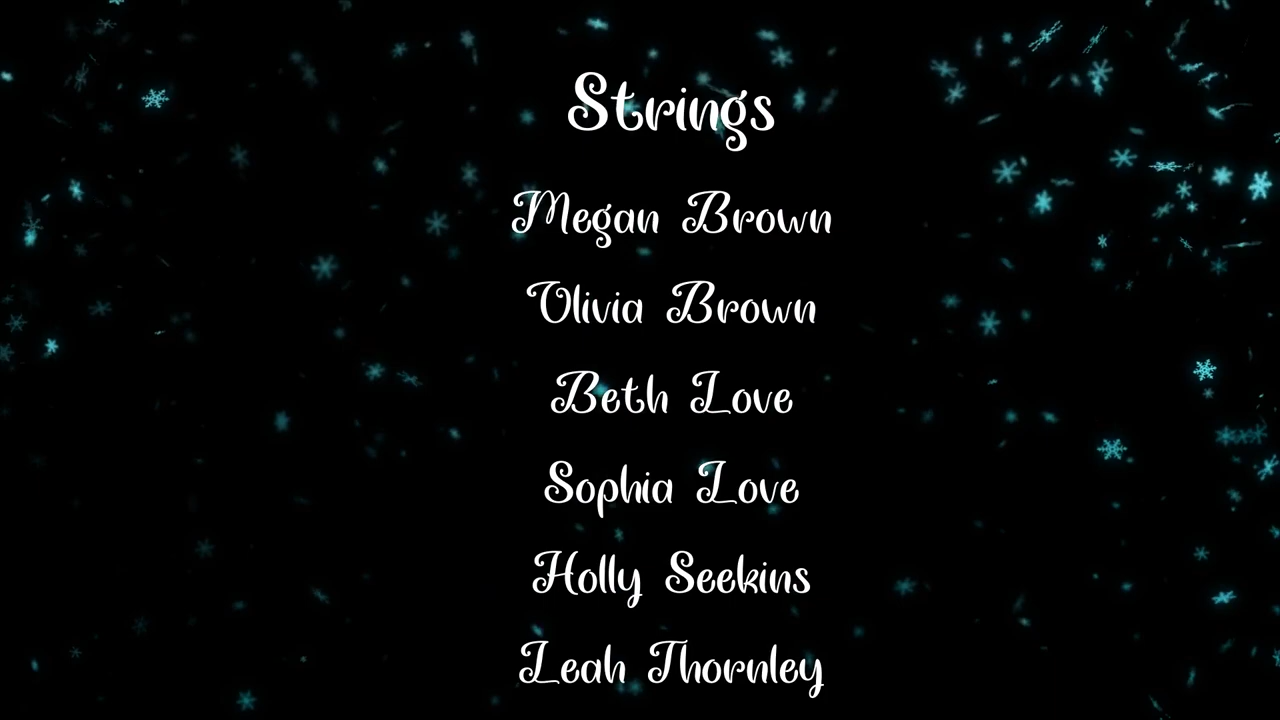 Strings
Megan Brown
Olivia Brown
Beth Love
Sophia Love
Holly Seekins
Leah Thornley